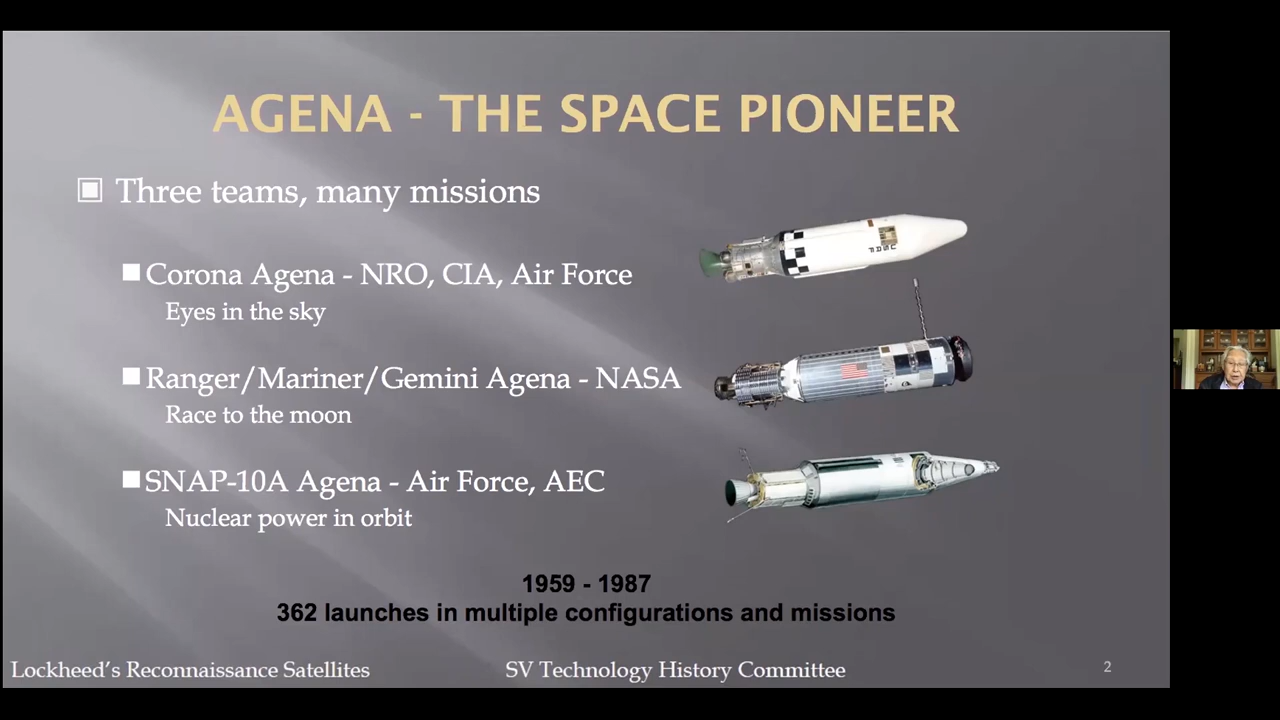 AGENA - THE SPACE PIONEER
Three teams, many missions
Corona Agena - NRO, CIA, Air Force
Eyes in the sky
Ranger/Mariner/Gemini Agena - NASA
Race to the moon
SNAP-10A Agena - Air Force, AEC
Nuclear power in orbit
USAF
1959 - 1987
362 launches in multiple configurations and missions
Lockheed’s Reconnaissance Satellites
SV Technology History Committee
2